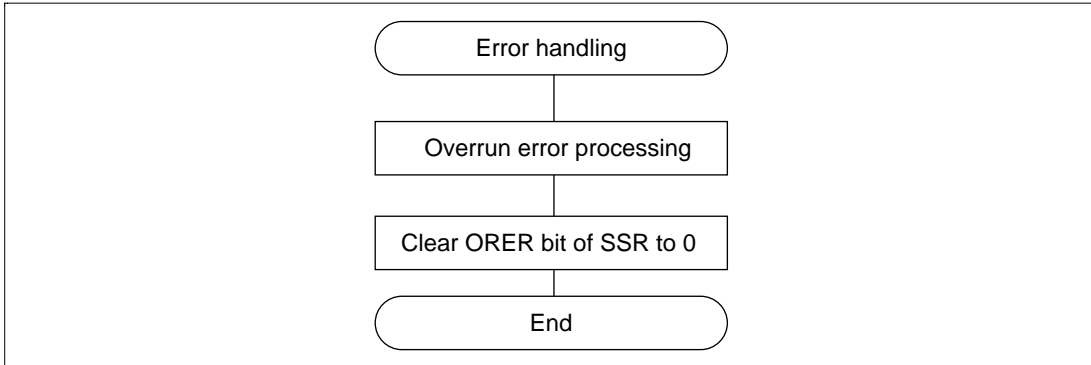 Error handling
Overrun error processing
Clear ORER bit of SSR to 0
End